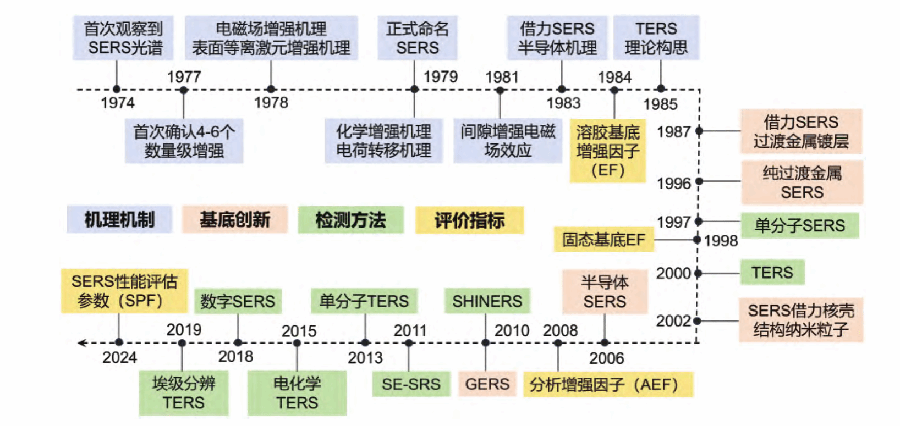 首次观察到
SERS光谱
电磁场增强机理
表面等离激元增强机理
正式命名
SERS
借力SERS
半导体机理
TERS
理论构思
1977
1979
1981
1984
1974
1978
1983
1985
首次确认4-6个
数量级增强
化学增强机理
电荷转移机理
间隙增强电磁
场效应
溶胶基底
增强因子
（EF）
1987
借力SERS
过渡金属镀层
1996
纯过渡金属
SERS
机理机制
基底创新
检测方法
评价指标
1997
单分子SERS
固态基底EF
1998
2000
TERS
2002
SERS借力核壳
结构纳米粒子
SERS性能评估
参数（SPF）
数字SERS
单分子TERS
SHINERS
半导体
SERS
2019
2015
2011
2010
2008
2024
2018
2013
2006
埃级分辨
TERS
电化学
TERS
SE-SRS
GERS
分析增强因子（AEF）